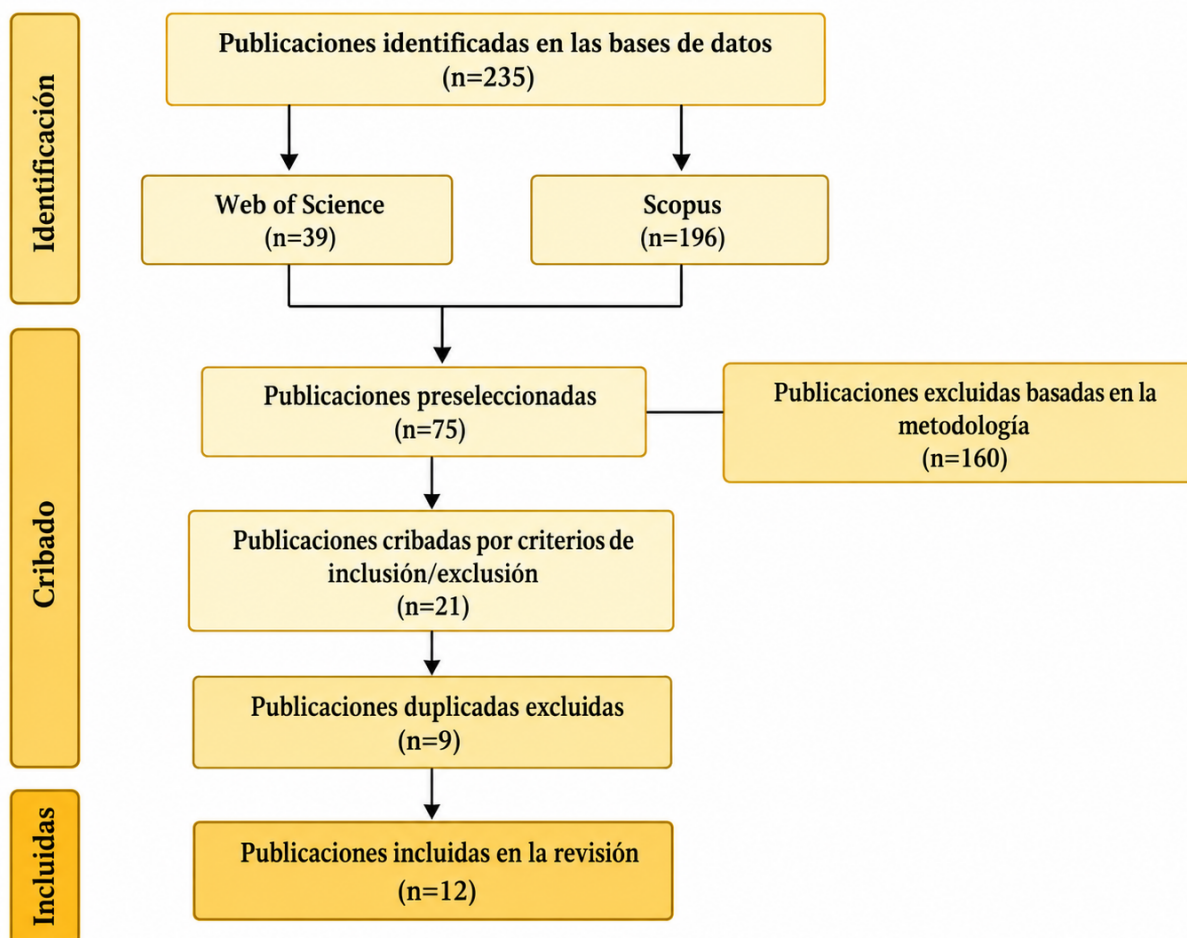 Identificación
Publicaciones identificadas en las bases de datos
(n=235)
Web of Science
(n=39)
Scopus
(n=196)
Cribado
Publicaciones preseleccionadas
(n=75)
Publicaciones excluidas basadas en la
metodología
(n=160)
Publicaciones cribadas por criterios de
inclusión/exclusión
(n=21)
Publicaciones duplicadas excluidas
(n=9)
Incluidas
Publicaciones incluidas en la revisión
(n=12)